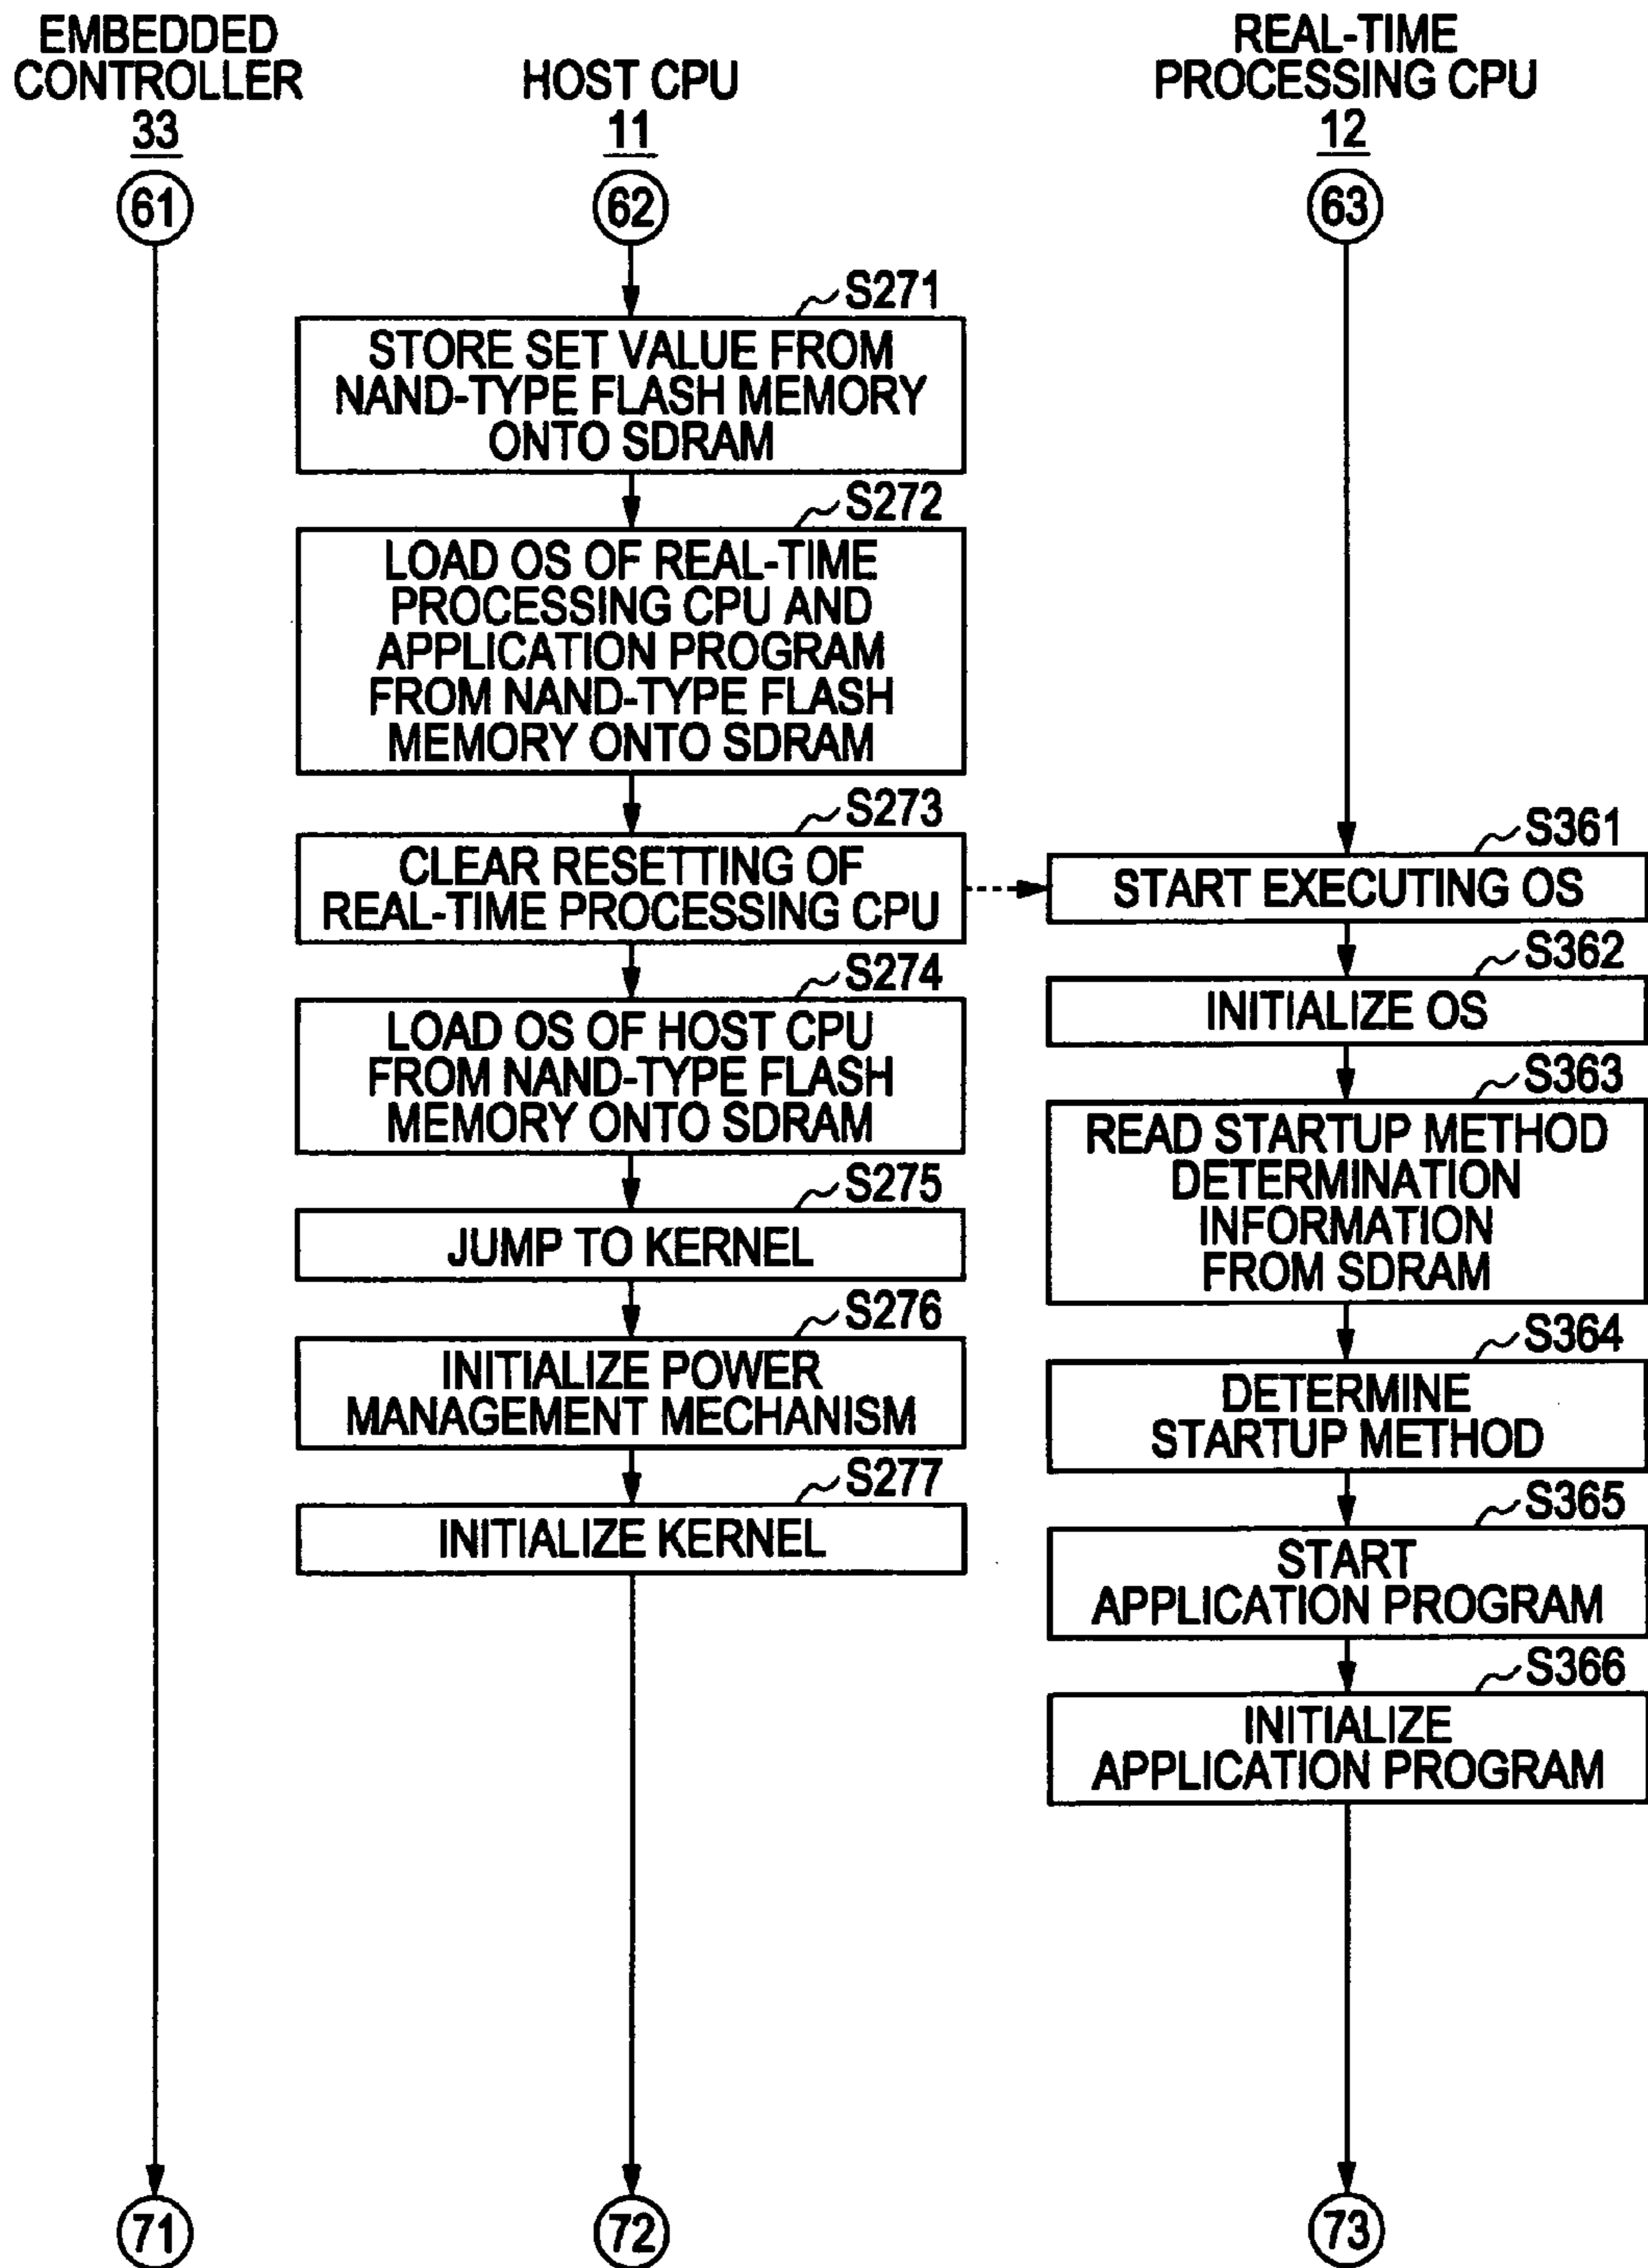 EMBEDDED
CONTROLLER
33
61
HOST CPU
11
62
REAL-TIME
PROCESSING CPU
12
63
S271
STORE SET VALUE FROM
NAND-TYPE FLASH MEMORY
ONTO SDRAM
S272
LOAD OS OF REAL-TIME
PROCESSING CPU AND
APPLICATION PROGRAM
FROM NAND-TYPE FLASH
MEMORY ONTO SDRAM
S273
CLEAR RESETTING OF
REAL-TIME PROCESSING CPU
S274
LOAD OS OF HOST CPU
FROM NAND-TYPE FLASH
MEMORY ONTO SDRAM
S275
JUMP TO KERNEL
S276
INITIALIZE POWER
MANAGEMENT MECHANISM
S277
INITIALIZE KERNEL
S361
START EXECUTING OS
S362
INITIALIZE OS
S363
READ STARTUP METHOD
DETERMINATION
INFORMATION
FROM SDRAM
S364
DETERMINE
STARTUP METHOD
S365
START
APPLICATION PROGRAM
S366
INITIALIZE
APPLICATION PROGRAM
71
72
73